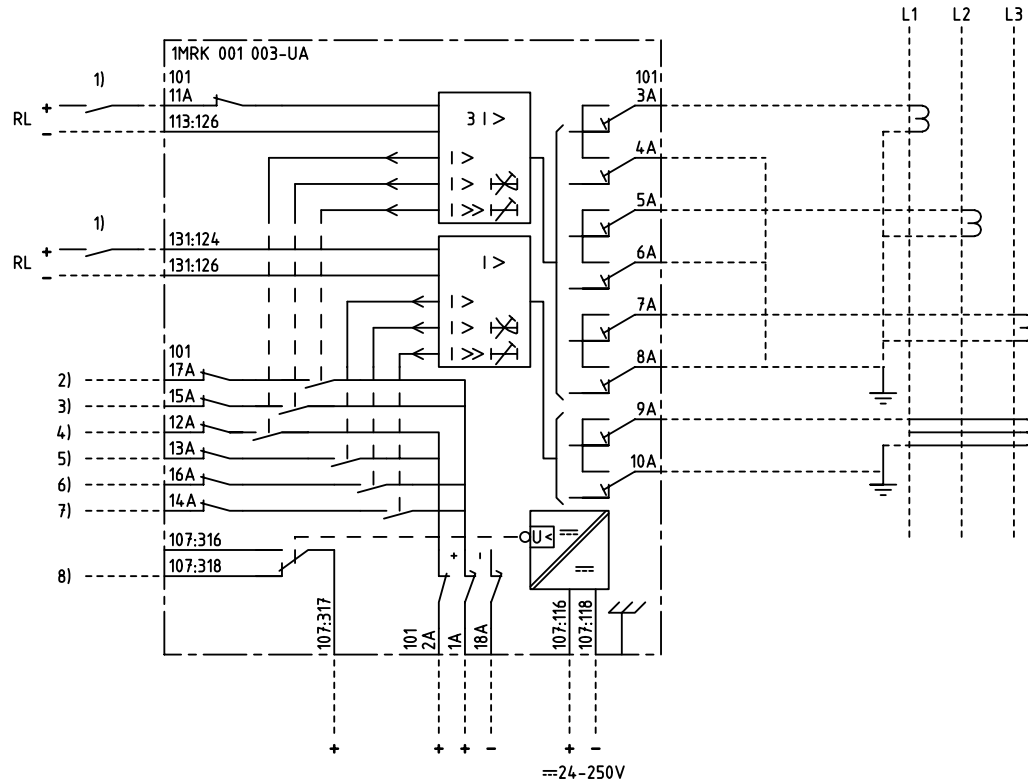 L1 L2 L3
1MRK 001 003-UA
1)
101
101
11A
3A
RL
+
-
3 I >
113:126
I >
4A
I >
I >>
5A
1)
131:124
RL
+
-
I >
131:126
6A
I >
7A
I >
I >>
101
2) 17A
8A
3) 15A
4) 12A
9A
5) 13A
6) 16A
10A
7) 14A
107:316
U<
8) 107:318
+ -
107:317
101
2A
1A
18A
107:116
107:118
+ + + - + -
24-250V